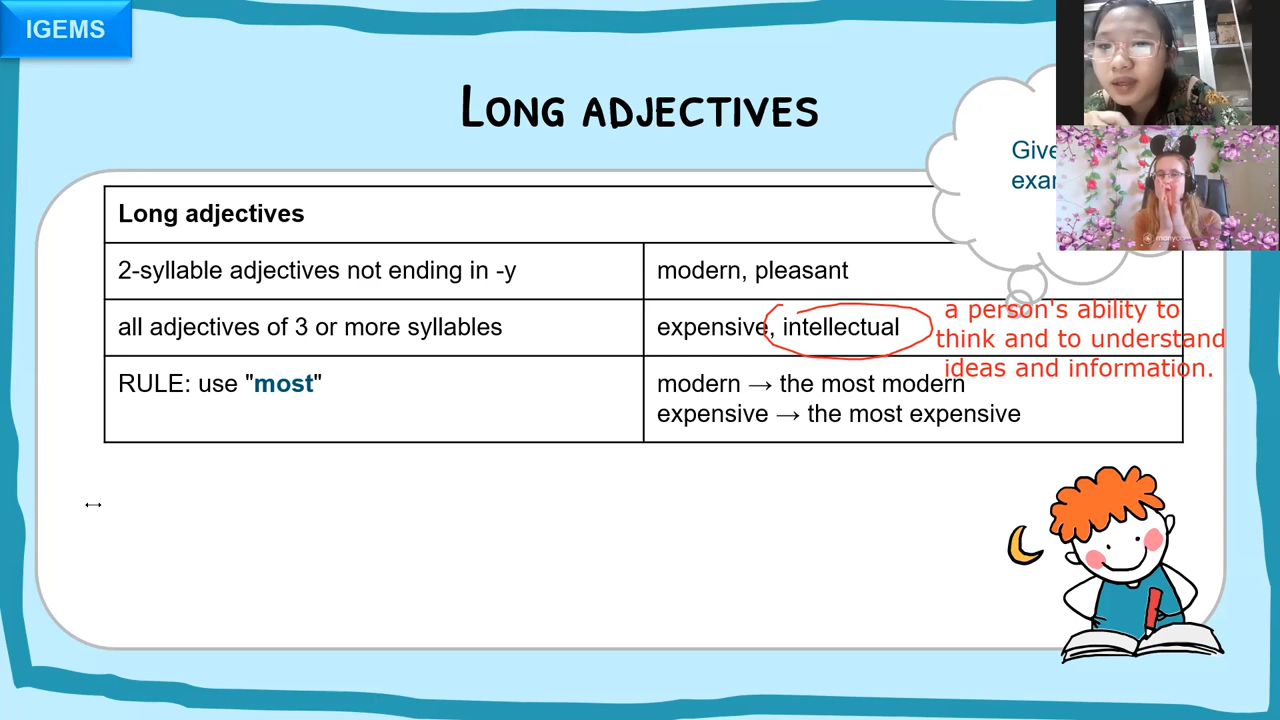 IGEMS
LONG ADJECTIVES
Long adjectives
2-syllable adjectives not ending in -y
modern, pleasant
all adjectives of 3 or more syllables
expensive, intellectual
a person's ability to
think and to understand
ideas and information.
RULE: use "most"
modern → the most modern
expensive → the most expensive